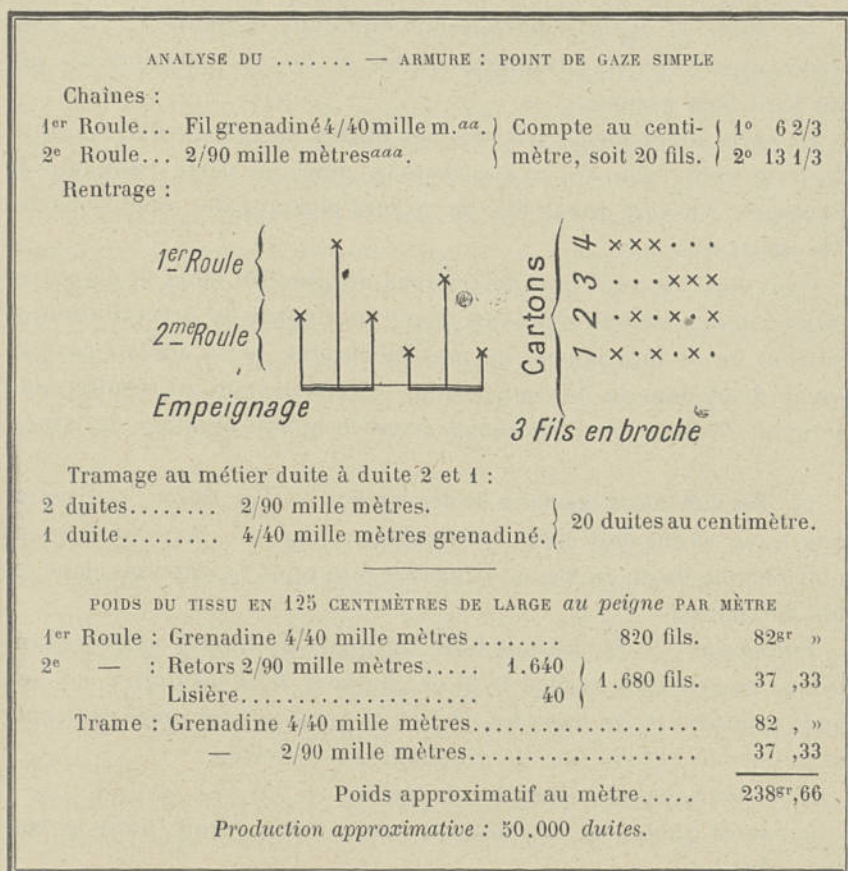 ANALYSE DU ....... — ARMURE : POINT DE GAZE SIMPLE
Chaînes :
1er Roule... Fil grenadiné 4/40 mille m.aa. } Compte au centi- { 1º 6 2/3
2e Roule... 2/90 mille mètres aaa. } mètre, soit 20 fils. { 2º 13 1/3
Rentrage :
1er Roule {
2me Roule {
Empeignage
Cartons {
4 × × × · · ·
3 · · · × × ×
2 · × · × · ×
1 × · × · × ·
3 Fils en broche
Tramage au métier duite à duite 2 et 1 :
2 duites........ 2/90 mille mètres.
1 duite......... 4/40 mille mètres grenadiné. } 20 duites au centimètre.
POIDS DU TISSU EN 125 CENTIMÈTRES DE LARGE au peigne PAR MÈTRE
1er Roule : Grenadine 4/40 mille mètres........ 820 fils. 82gr »
2e — : Retors 2/90 mille mètres..... 1.640 } 1.680 fils. 37 ,33
Lisière..................... 40 }
Trame : Grenadine 4/40 mille mètres.................... 82 , »
— 2/90 mille mètres.................... 37 ,33
Poids approximatif au mètre..... 238gr,66
Production approximative : 50.000 duites.